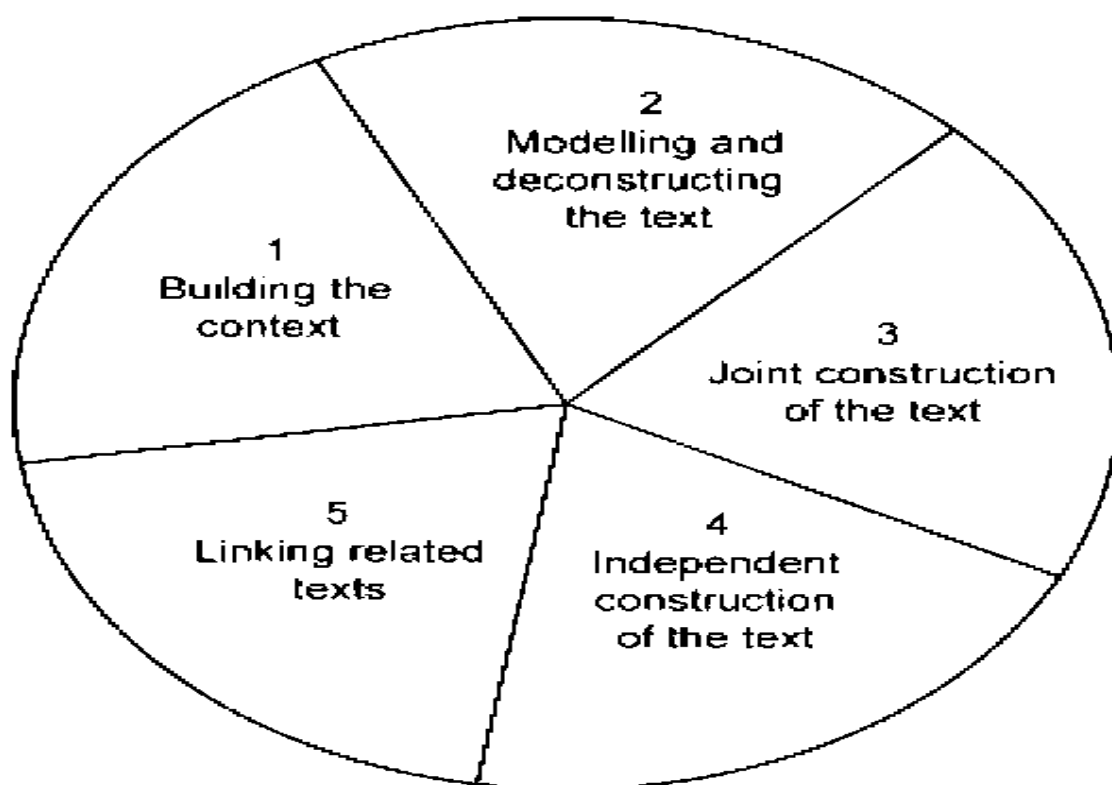 1
Building the
context
2
Modelling and
deconstructing
the text
3
Joint construction
of the text
4
Independent
construction
of the text
5
Linking related
texts